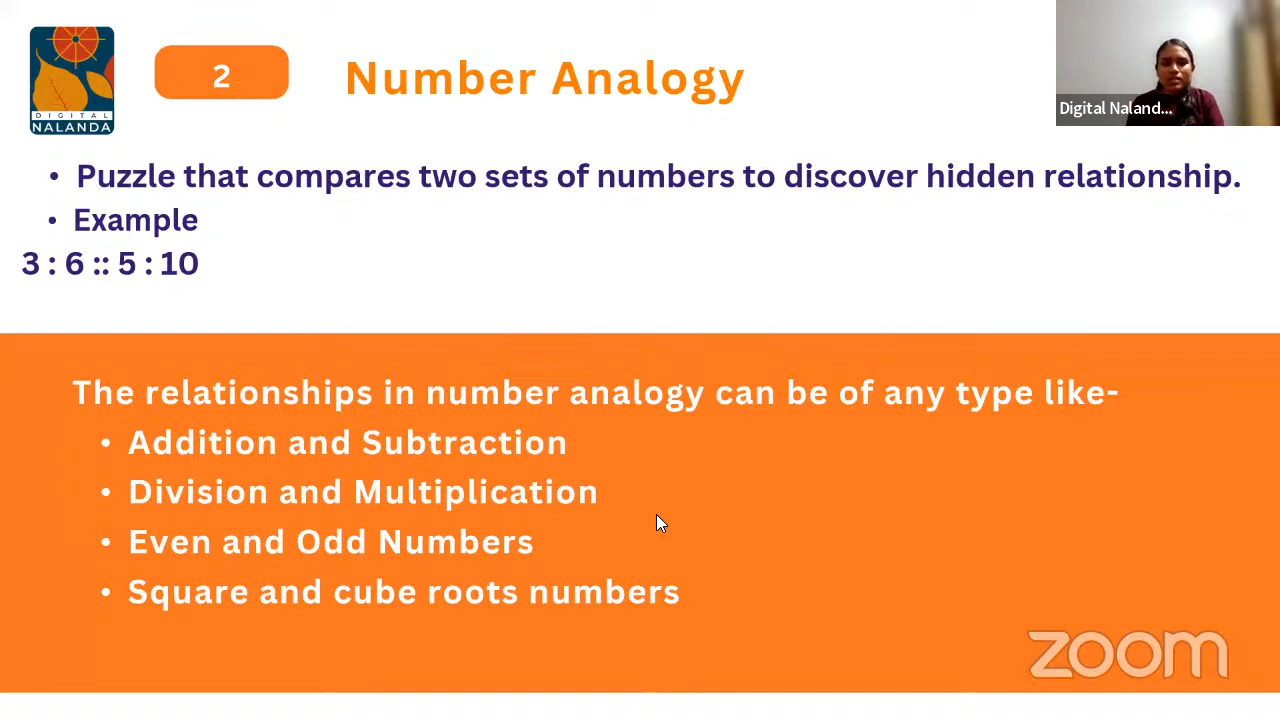 DIGITAL
NALANDA
2
Number Analogy
Digital Naland...
• Puzzle that compares two sets of numbers to discover hidden relationship.
• Example
3 : 6 :: 5 : 10
The relationships in number analogy can be of any type like-
• Addition and Subtraction
• Division and Multiplication
• Even and Odd Numbers
• Square and cube roots numbers
zoom